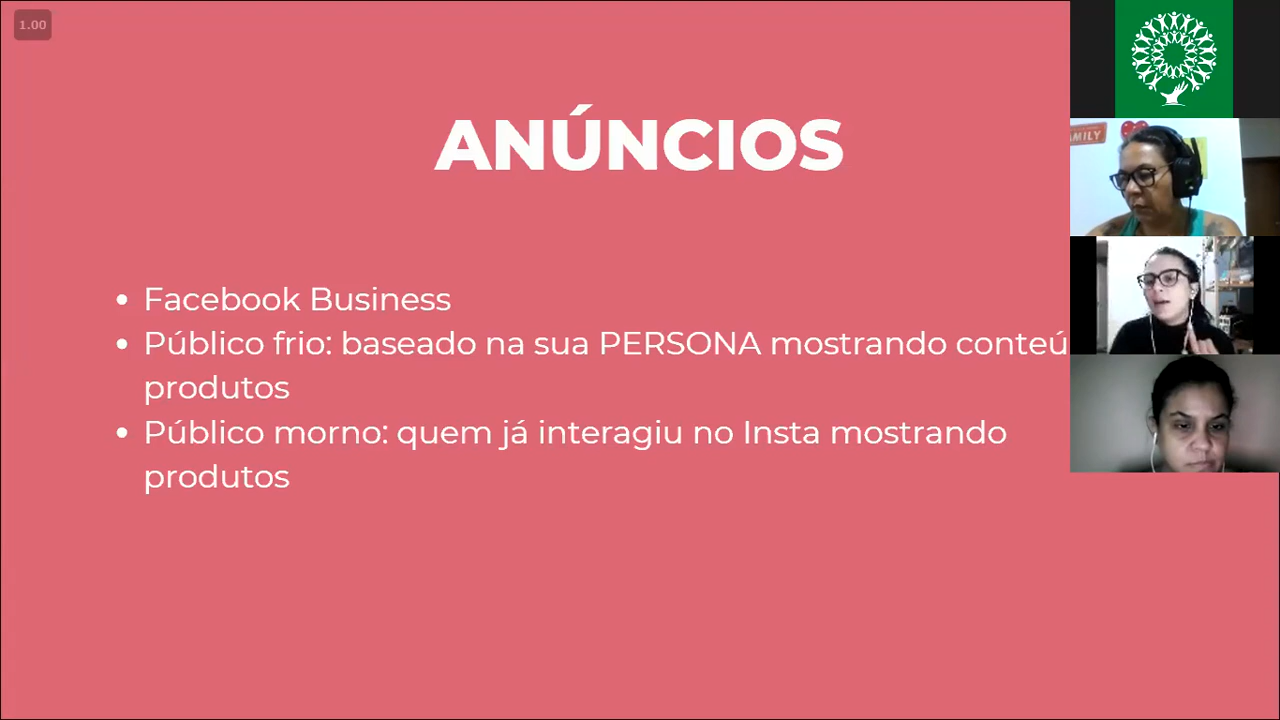 1.00
ANÚNCIOS
• Facebook Business
• Público frio: baseado na sua PERSONA mostrando
produtos
• Público morno: quem já interagiu no Insta mostrando
produtos